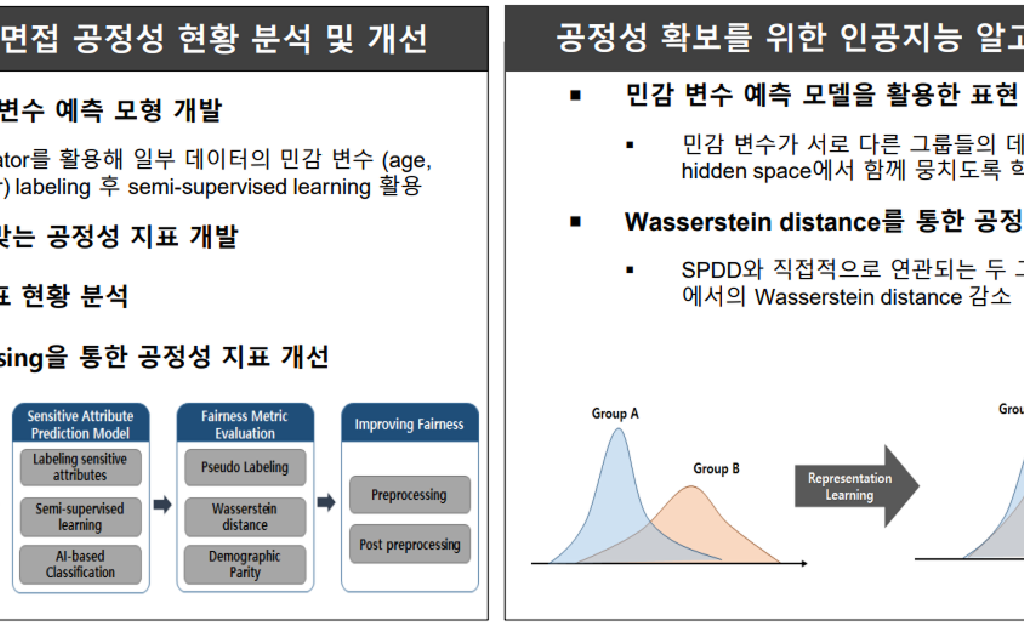 면접 공정성 현황 분석 및 개선
변수 예측 모형 개발
ator를 활용해 일부 데이터의 민감 변수 (age,
r) labeling 후 semi-supervised learning 활용
맞는 공정성 지표 개발
표 현황 분석
sing을 통한 공정성 지표 개선
Sensitive Attribute
Prediction Model
Labeling sensitive
attributes
Semi-supervised
learning
AI-based
Classification
Fairness Metric
Evaluation
Pseudo Labeling
Wasserstein
distance
Demographic
Parity
Improving Fairness
Preprocessing
Post preprocessing
공정성 확보를 위한 인공지능 알고
민감 변수 예측 모델을 활용한 표현
민감 변수가 서로 다른 그룹들의 데
hidden space에서 함께 뭉치도록 학
Wasserstein distance를 통한 공정
SPDD와 직접적으로 연관되는 두 그
에서의 Wasserstein distance 감소
Group A
Group B
Representation
Learning
Grou